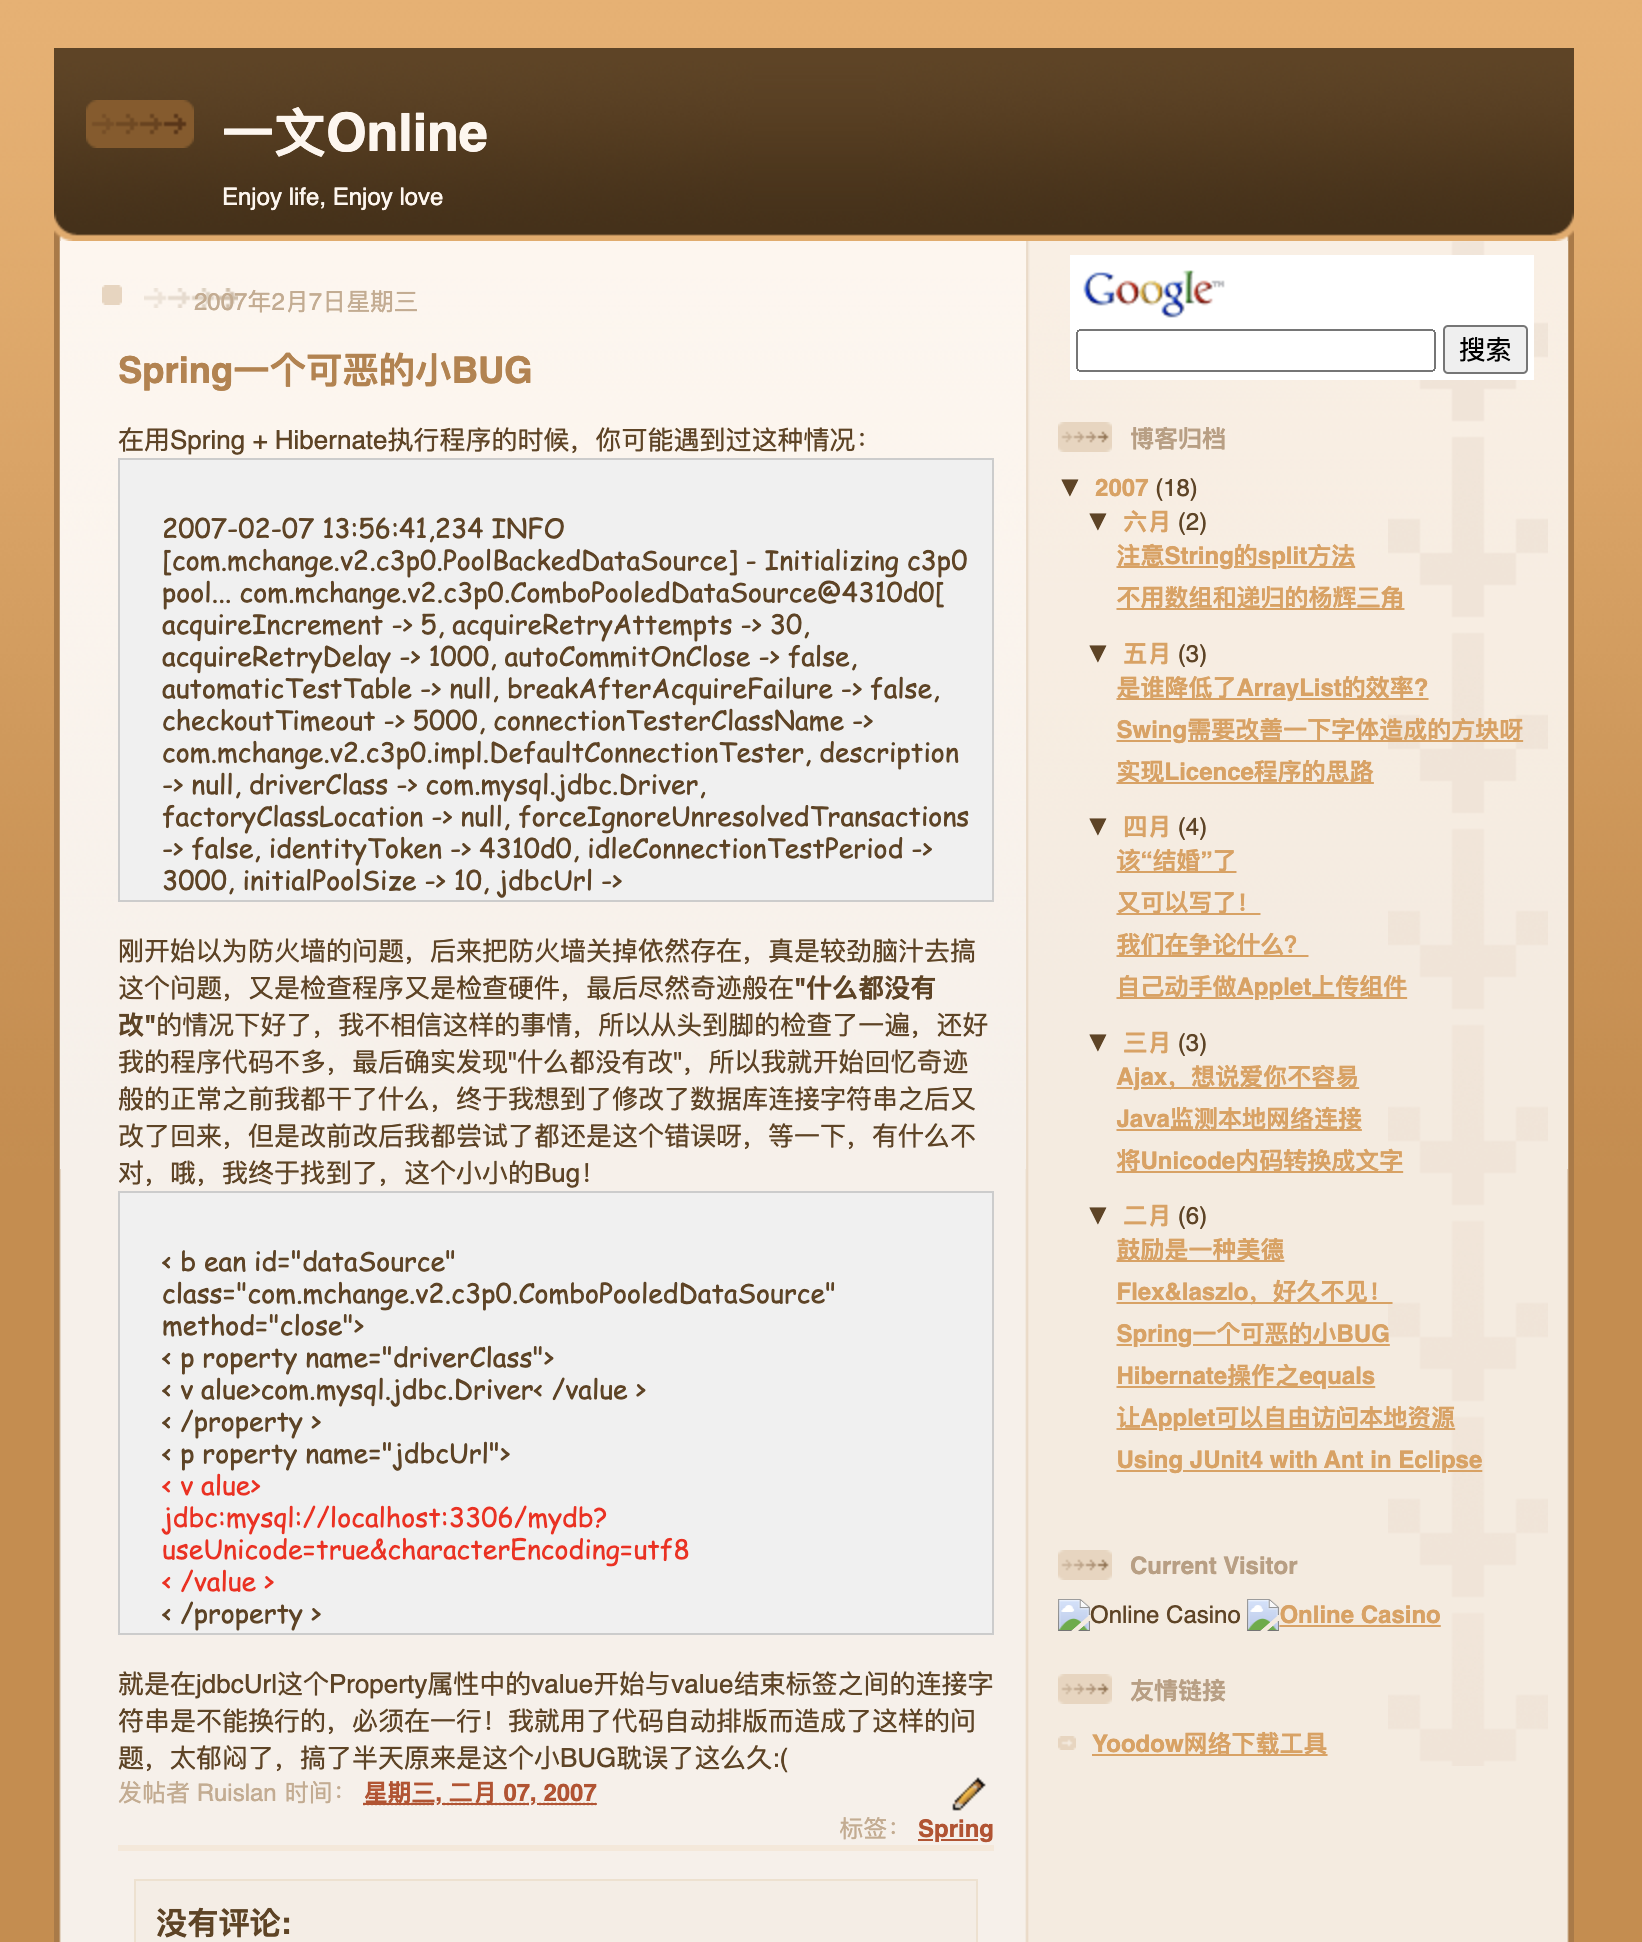 一文Online
Enjoy life, Enjoy love
2007年2月7日星期三
Spring一个可恶的小BUG
在用Spring + Hibernate执行程序的时候，你可能遇到过这种情况：
2007-02-07 13:56:41,234 INFO
[com.mchange.v2.c3p0.PoolBackedDataSource] - Initializing c3p0
pool... com.mchange.v2.c3p0.ComboPooledDataSource@4310d0[
acquireIncrement -> 5, acquireRetryAttempts -> 30,
acquireRetryDelay -> 1000, autoCommitOnClose -> false,
automaticTestTable -> null, breakAfterAcquireFailure -> false,
checkoutTimeout -> 5000, connectionTesterClassName ->
com.mchange.v2.c3p0.impl.DefaultConnectionTester, description
-> null, driverClass -> com.mysql.jdbc.Driver,
factoryClassLocation -> null, forceIgnoreUnresolvedTransactions
-> false, identityToken -> 4310d0, idleConnectionTestPeriod ->
3000, initialPoolSize -> 10, jdbcUrl ->
刚开始以为防火墙的问题，后来把防火墙关掉依然存在，真是较劲脑汁去搞
这个问题，又是检查程序又是检查硬件，最后尽然奇迹般在"什么都没有
改"的情况下好了，我不相信这样的事情，所以从头到脚的检查了一遍，还好
我的程序代码不多，最后确实发现"什么都没有改"，所以我就开始回忆奇迹
般的正常之前我都干了什么，终于我想到了修改了数据库连接字符串之后又
改了回来，但是改前改后我都尝试了都还是这个错误呀，等一下，有什么不
对，哦，我终于找到了，这个小小的Bug！
< b ean id="dataSource"
class="com.mchange.v2.c3p0.ComboPooledDataSource"
method="close">
< p roperty name="driverClass">
< v alue>com.mysql.jdbc.Driver< /value >
< /property >
< p roperty name="jdbcUrl">
< v alue>
jdbc:mysql://localhost:3306/mydb?
useUnicode=true&characterEncoding=utf8
< /value >
< /property >
就是在jdbcUrl这个Property属性中的value开始与value结束标签之间的连接字
符串是不能换行的，必须在一行！我就用了代码自动排版而造成了这样的问
题，太郁闷了，搞了半天原来是这个小BUG耽误了这么久:(
发帖者 Ruislan 时间： 星期三, 二月 07, 2007
标签： Spring
没有评论:
Google™
搜索
博客归档
▼ 2007 (18)
▼ 六月 (2)
注意String的split方法
不用数组和递归的杨辉三角
▼ 五月 (3)
是谁降低了ArrayList的效率?
Swing需要改善一下字体造成的方块呀
实现Licence程序的思路
▼ 四月 (4)
该“结婚”了
又可以写了！
我们在争论什么？
自己动手做Applet上传组件
▼ 三月 (3)
Ajax，想说爱你不容易
Java监测本地网络连接
将Unicode内码转换成文字
▼ 二月 (6)
鼓励是一种美德
Flex&laszlo，好久不见！
Spring一个可恶的小BUG
Hibernate操作之equals
让Applet可以自由访问本地资源
Using JUnit4 with Ant in Eclipse
Current Visitor
Online Casino Online Casino
友情链接
Yoodow网络下载工具